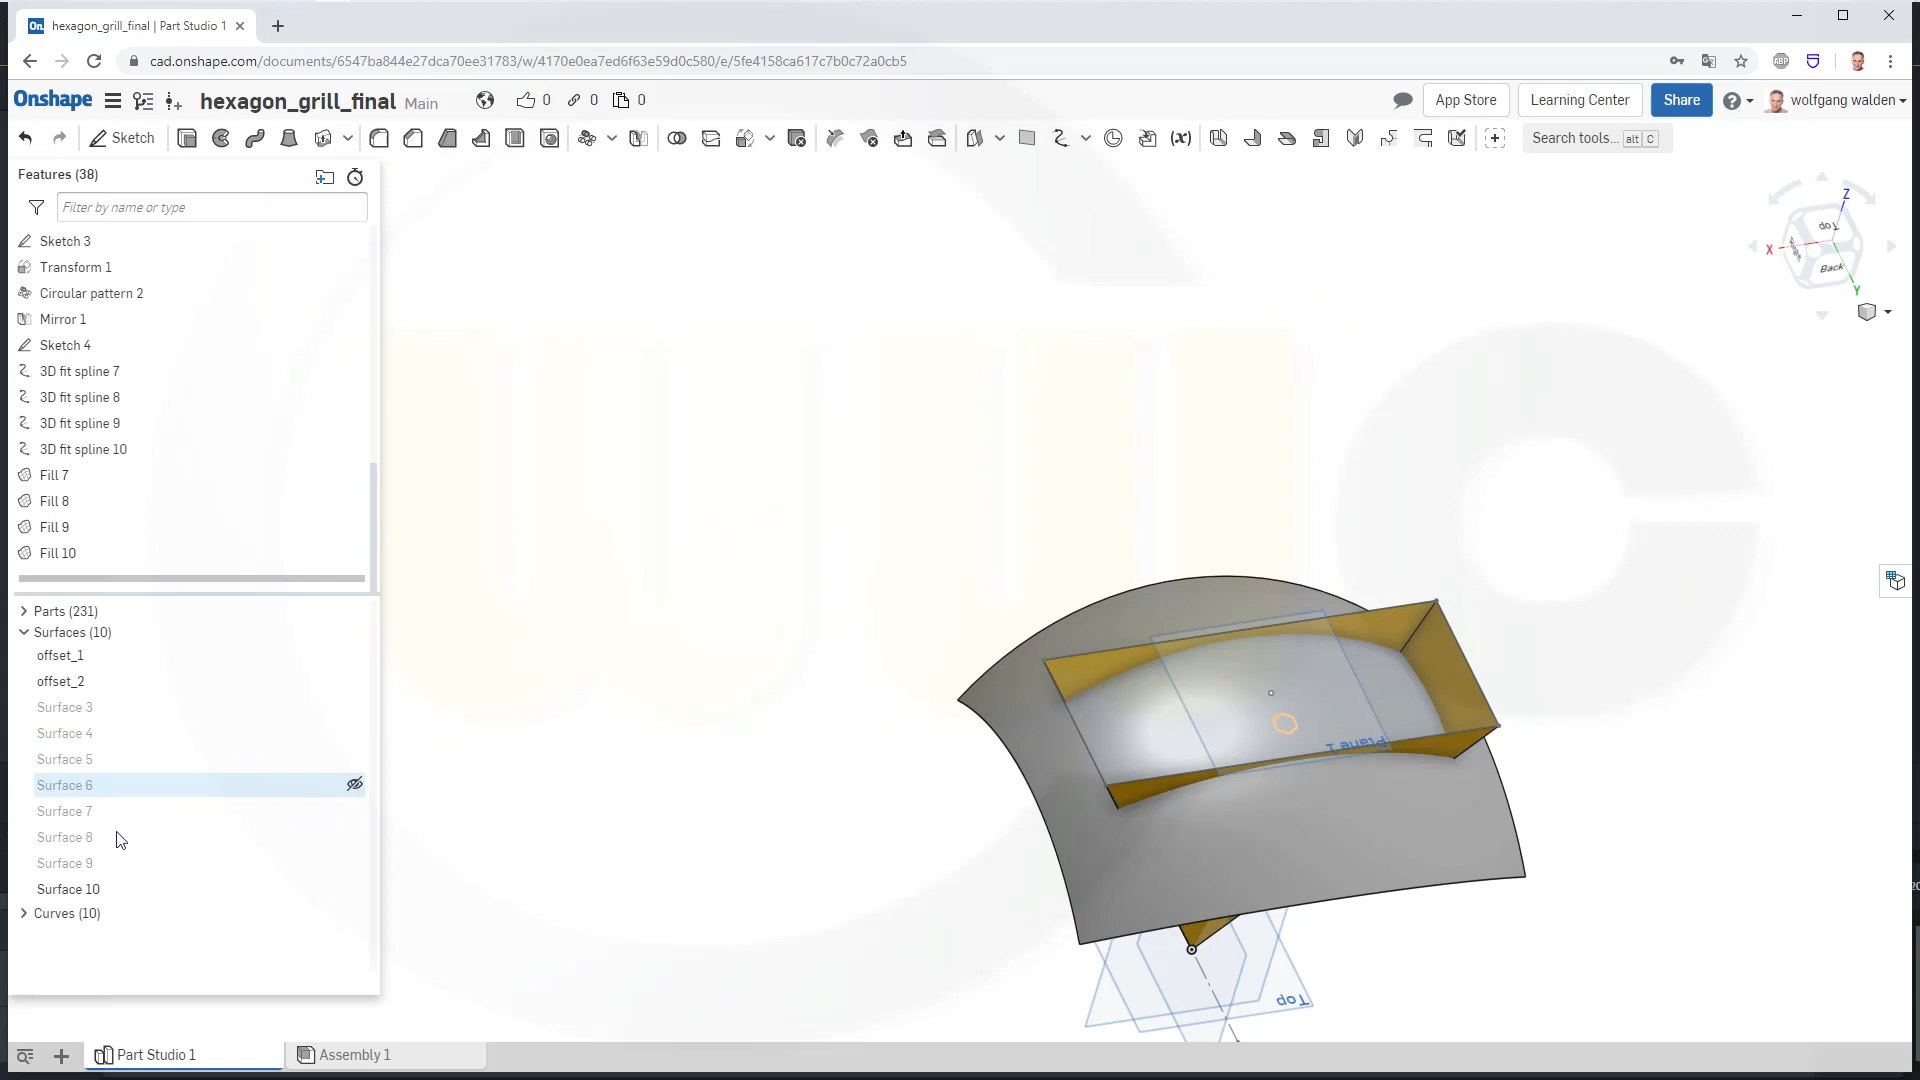 hexagon_grill_final | Part Studio 1
cad.onshape.com/documents/6547ba844e27dca70ee31783/w/4170e0ea7ed6f63e59d0c580/e/5fe4158ca617c7b0c72a0cb5
ABP
Onshape
hexagon_grill_final Main
0 0 0
App Store
Learning Center
Share
wolfgang walden
Sketch
(x)
Search tools... alt C
Features (38)
Filter by name or type
Sketch 3
Transform 1
Circular pattern 2
Mirror 1
Sketch 4
3D fit spline 7
3D fit spline 8
3D fit spline 9
3D fit spline 10
Fill 7
Fill 8
Fill 9
Fill 10
Parts (231)
Surfaces (10)
offset_1
offset_2
Surface 3
Surface 4
Surface 5
Surface 6
Surface 7
Surface 8
Surface 9
Surface 10
Curves (10)
Z
Top
X
Back
Y
Plane 1
Top
Part Studio 1
Assembly 1